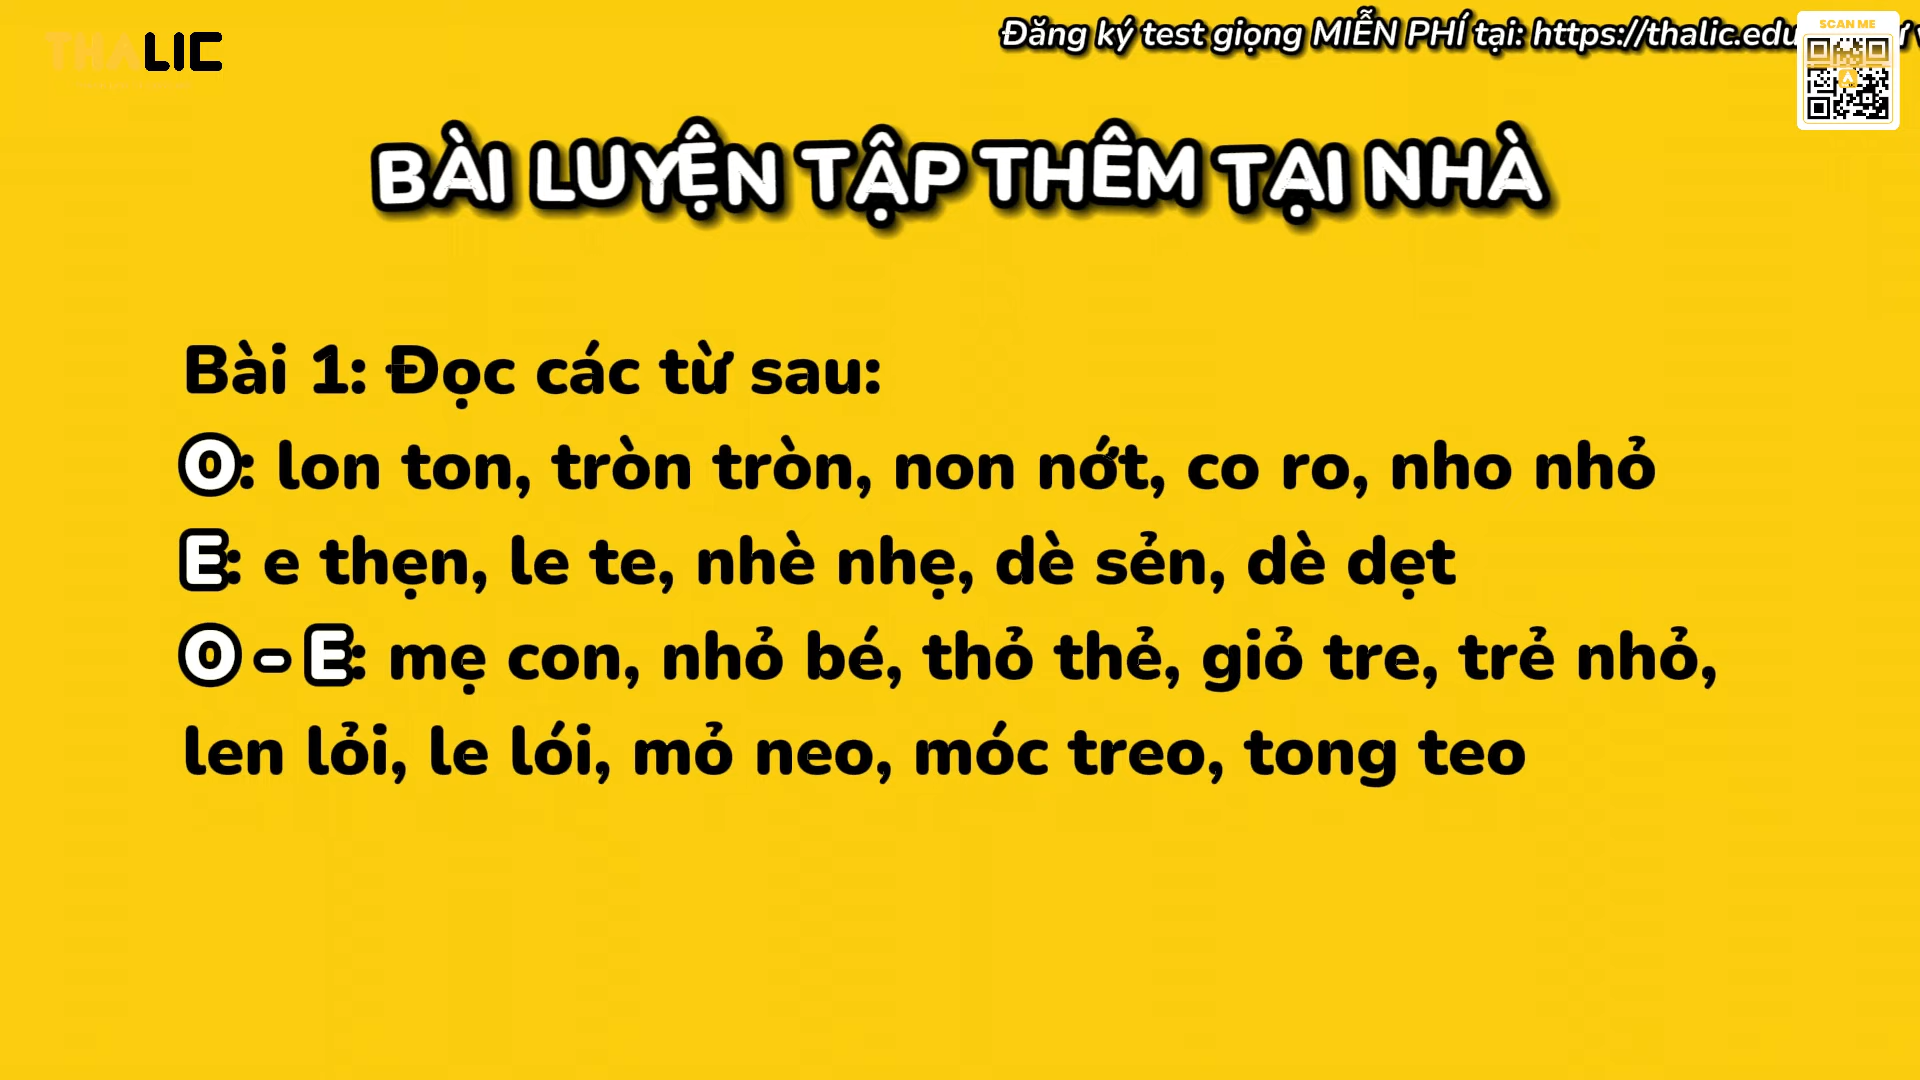 THALIC
Đăng ký test giọng MIỄN PHÍ tại: https://thalic.edu
SCAN ME
BÀI LUYỆN TẬP THÊM TẠI NHÀ
Bài 1: Đọc các từ sau:
O: lon ton, tròn tròn, non nớt, co ro, nho nhỏ
E: e thẹn, le te, nhè nhẹ, dè sẻn, dè dẹt
O - E: mẹ con, nhỏ bé, thỏ thẻ, giỏ tre, trẻ nhỏ,
len lỏi, le lói, mỏ neo, móc treo, tong teo